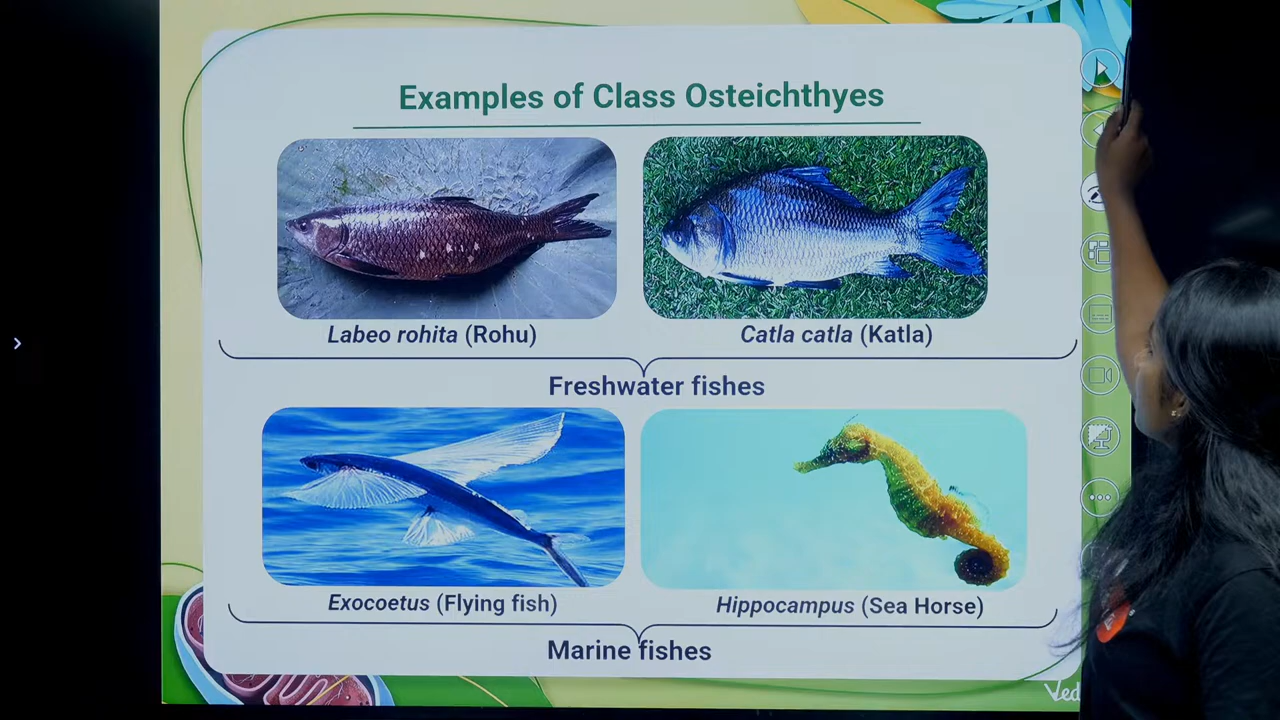 Examples of Class Osteichthyes
Labeo rohita (Rohu)
Catla catla (Katla)
Freshwater fishes
Exocoetus (Flying fish)
Hippocampus (Sea Horse)
Marine fishes
Ved